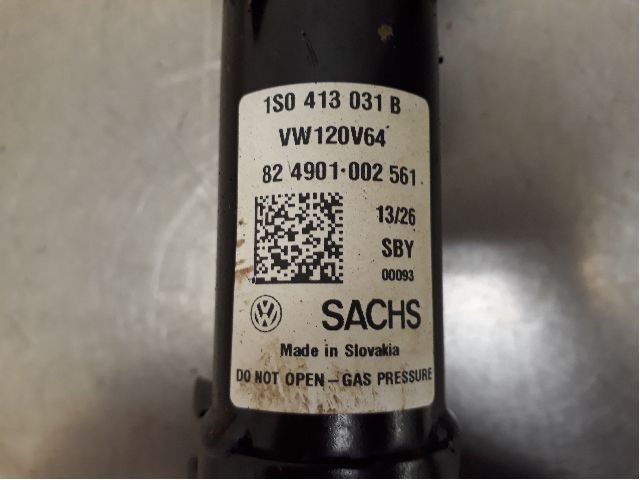 1S0 413 031 B
VW120V64
82 4901·002 561
13/26
SBY
00093
SACHS
Made in Slovakia
DO NOT OPEN – GAS PRESSURE